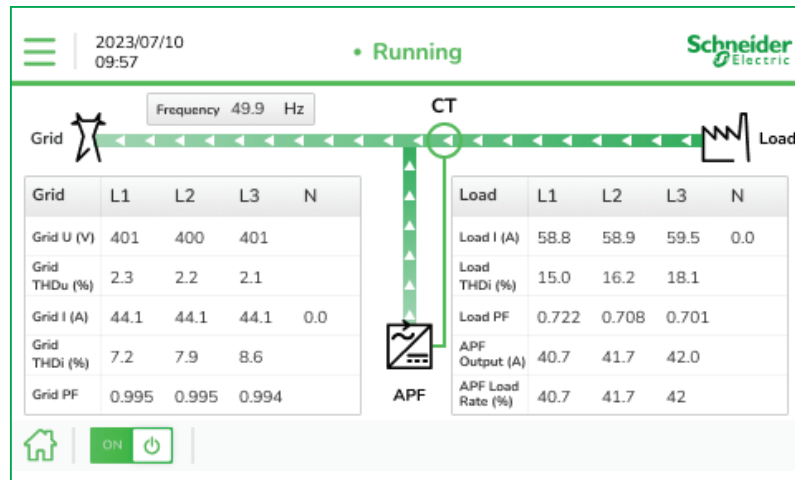 2023/07/10
09:57
• Running
Schneider
Electric
Frequency 49.9 Hz
CT
Grid
Load
Grid L1 L2 L3 N
Grid U (V) 401 400 401
Grid
THDu (%) 2.3 2.2 2.1
Grid I (A) 44.1 44.1 44.1 0.0
Grid
THDi (%) 7.2 7.9 8.6
Grid PF 0.995 0.995 0.994
APF
Load L1 L2 L3 N
Load I (A) 58.8 58.9 59.5 0.0
Load
THDi (%) 15.0 16.2 18.1
Load PF 0.722 0.708 0.701
APF
Output (A) 40.7 41.7 42.0
APF Load
Rate (%) 40.7 41.7 42
ON